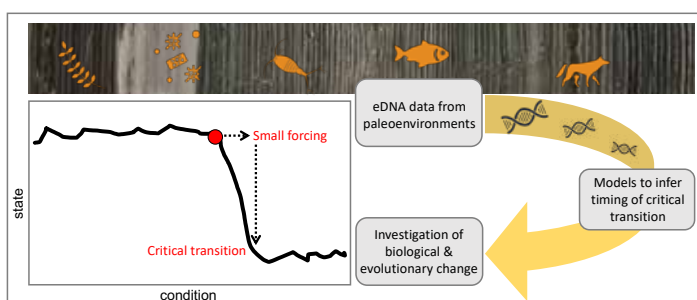 eDNA data from
paleoenvironments
Small forcing
Models to infer
timing of critical
transition
state
Critical transition
Investigation of
biological &
evolutionary change
condition